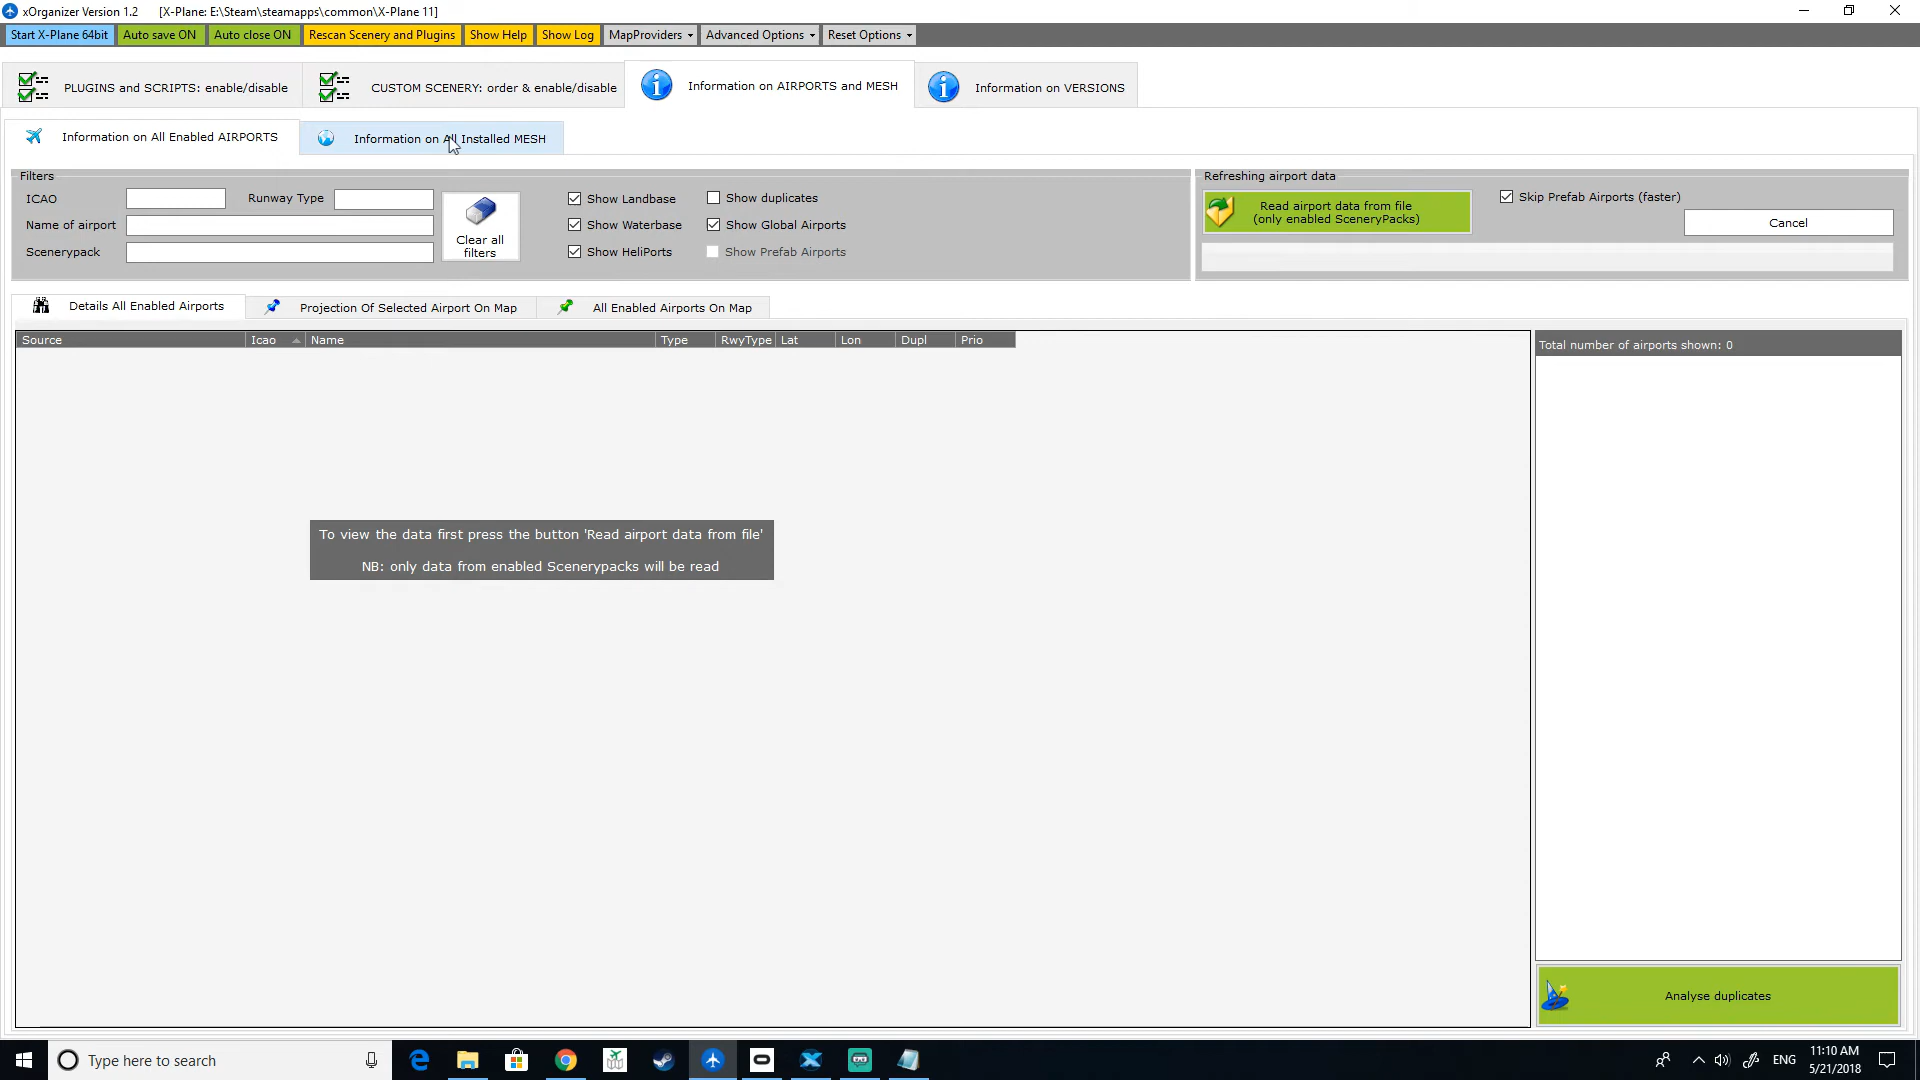 xOrganizer Version 1.2 [X-Plane: E:\Steam\steamapps\common\X-Plane 11]
Start X-Plane 64bit Auto save ON Auto close ON Rescan Scenery and Plugins Show Help Show Log MapProviders Advanced Options Reset Options
PLUGINS and SCRIPTS: enable/disable CUSTOM SCENERY: order & enable/disable Information on AIRPORTS and MESH Information on VERSIONS
Information on All Enabled AIRPORTS Information on All Installed MESH
Filters Refreshing airport data
ICAO Runway Type Show Landbase Show duplicates Skip Prefab Airports (faster)
Read airport data from file
(only enabled SceneryPacks)
Name of airport Show Waterbase Show Global Airports Cancel
Clear all
filters
Scenerypack Show HeliPorts Show Prefab Airports
Details All Enabled Airports Projection Of Selected Airport On Map All Enabled Airports On Map
Source Icao Name Type RwyType Lat Lon Dupl Prio
Total number of airports shown: 0
To view the data first press the button 'Read airport data from file'
NB: only data from enabled Scenerypacks will be read
Analyse duplicates
Type here to search ENG 11:10 AM
5/21/2018